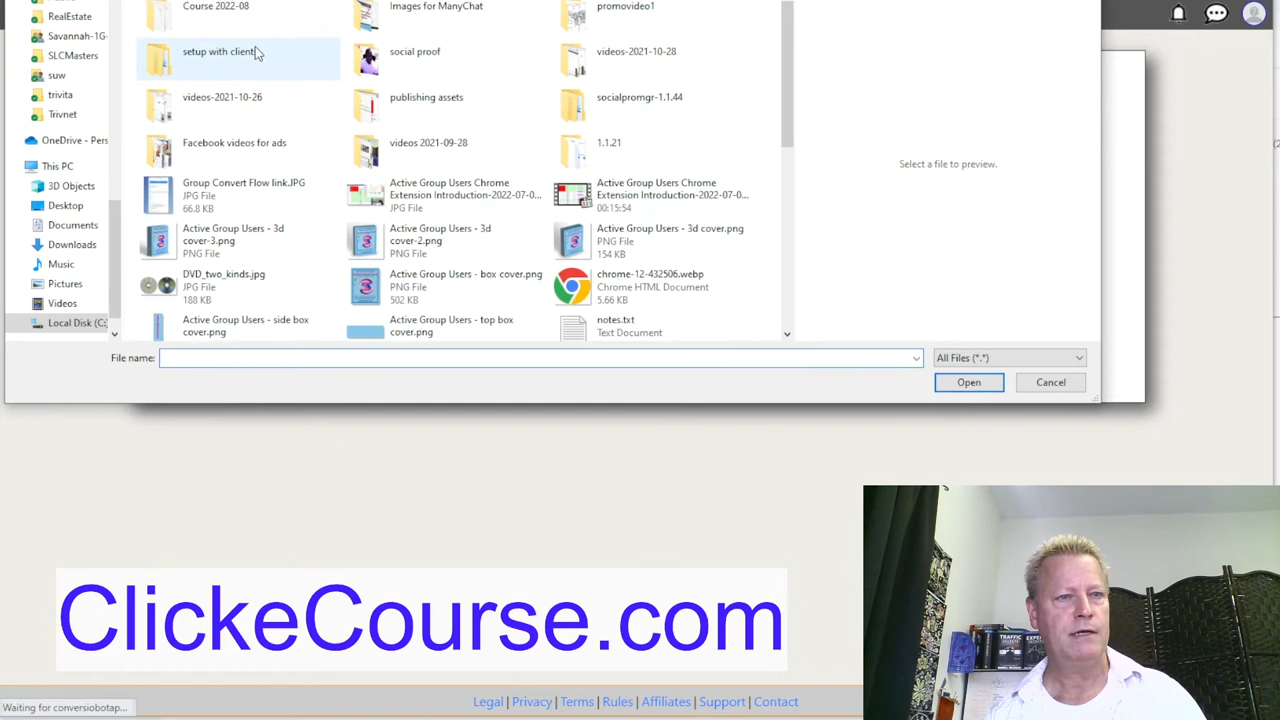 RealEstate
Savannah-1G-
SLCMasters
suw
trivita
Trivnet
OneDrive - Pers
This PC
3D Objects
Desktop
Documents
Downloads
Music
Pictures
Videos
Local Disk (C:
Course 2022-08
Images for ManyChat
promovideo1
setup with client
social proof
videos-2021-10-28
videos-2021-10-26
publishing assets
socialpromgr-1.1.44
Facebook videos for ads
videos 2021-09-28
1.1.21
Group Convert Flow link.JPG
JPG File
66.8 KB
Active Group Users Chrome
Extension Introduction-2022-07-0...
JPG File
Active Group Users Chrome
Extension Introduction-2022-07-0...
00:15:54
Active Group Users - 3d
cover-3.png
PNG File
Active Group Users - 3d
cover-2.png
PNG File
Active Group Users - 3d cover.png
PNG File
154 KB
DVD_two_kinds.jpg
JPG File
188 KB
Active Group Users - box cover.png
PNG File
502 KB
chrome-12-432506.webp
Chrome HTML Document
5.66 KB
Active Group Users - side box
cover.png
Active Group Users - top box
cover.png
notes.txt
Text Document
Select a file to preview.
File name:
All Files (*.*)
Open
Cancel
ClickeCourse.com
TRAFFIC
SECRETS
Waiting for conversiobotap...
Legal | Privacy | Terms | Rules | Affiliates | Support | Contact